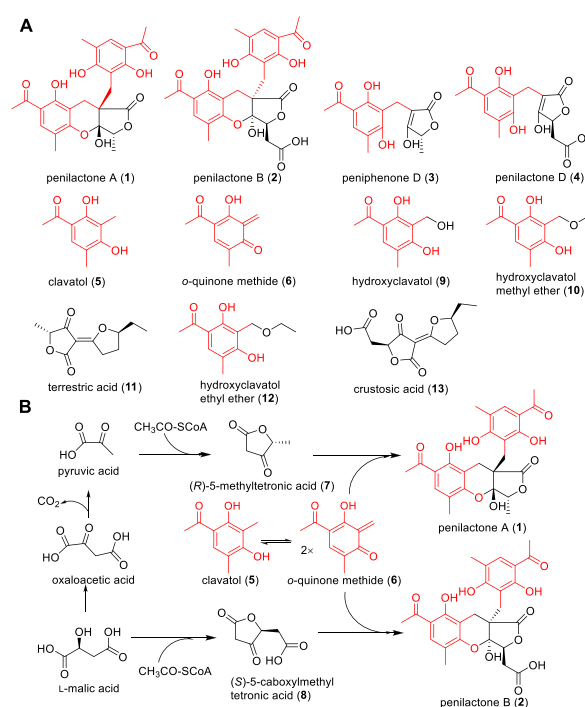 A
penilactone A (1)
penilactone B (2)
peniphenone D (3)
penilactone D (4)
clavatol (5)
o-quinone methide (6)
hydroxyclavatol (9)
hydroxyclavatol
methyl ether (10)
terrestric acid (11)
hydroxyclavatol
ethyl ether (12)
crustosic acid (13)
B
CH3CO-SCoA
pyruvic acid
(R)-5-methyltetronic acid (7)
penilactone A (1)
CO2
oxaloacetic acid
clavatol (5)
2×
o-quinone methide (6)
L-malic acid
CH3CO-SCoA
(S)-5-caboxylmethyl
tetronic acid (8)
penilactone B (2)